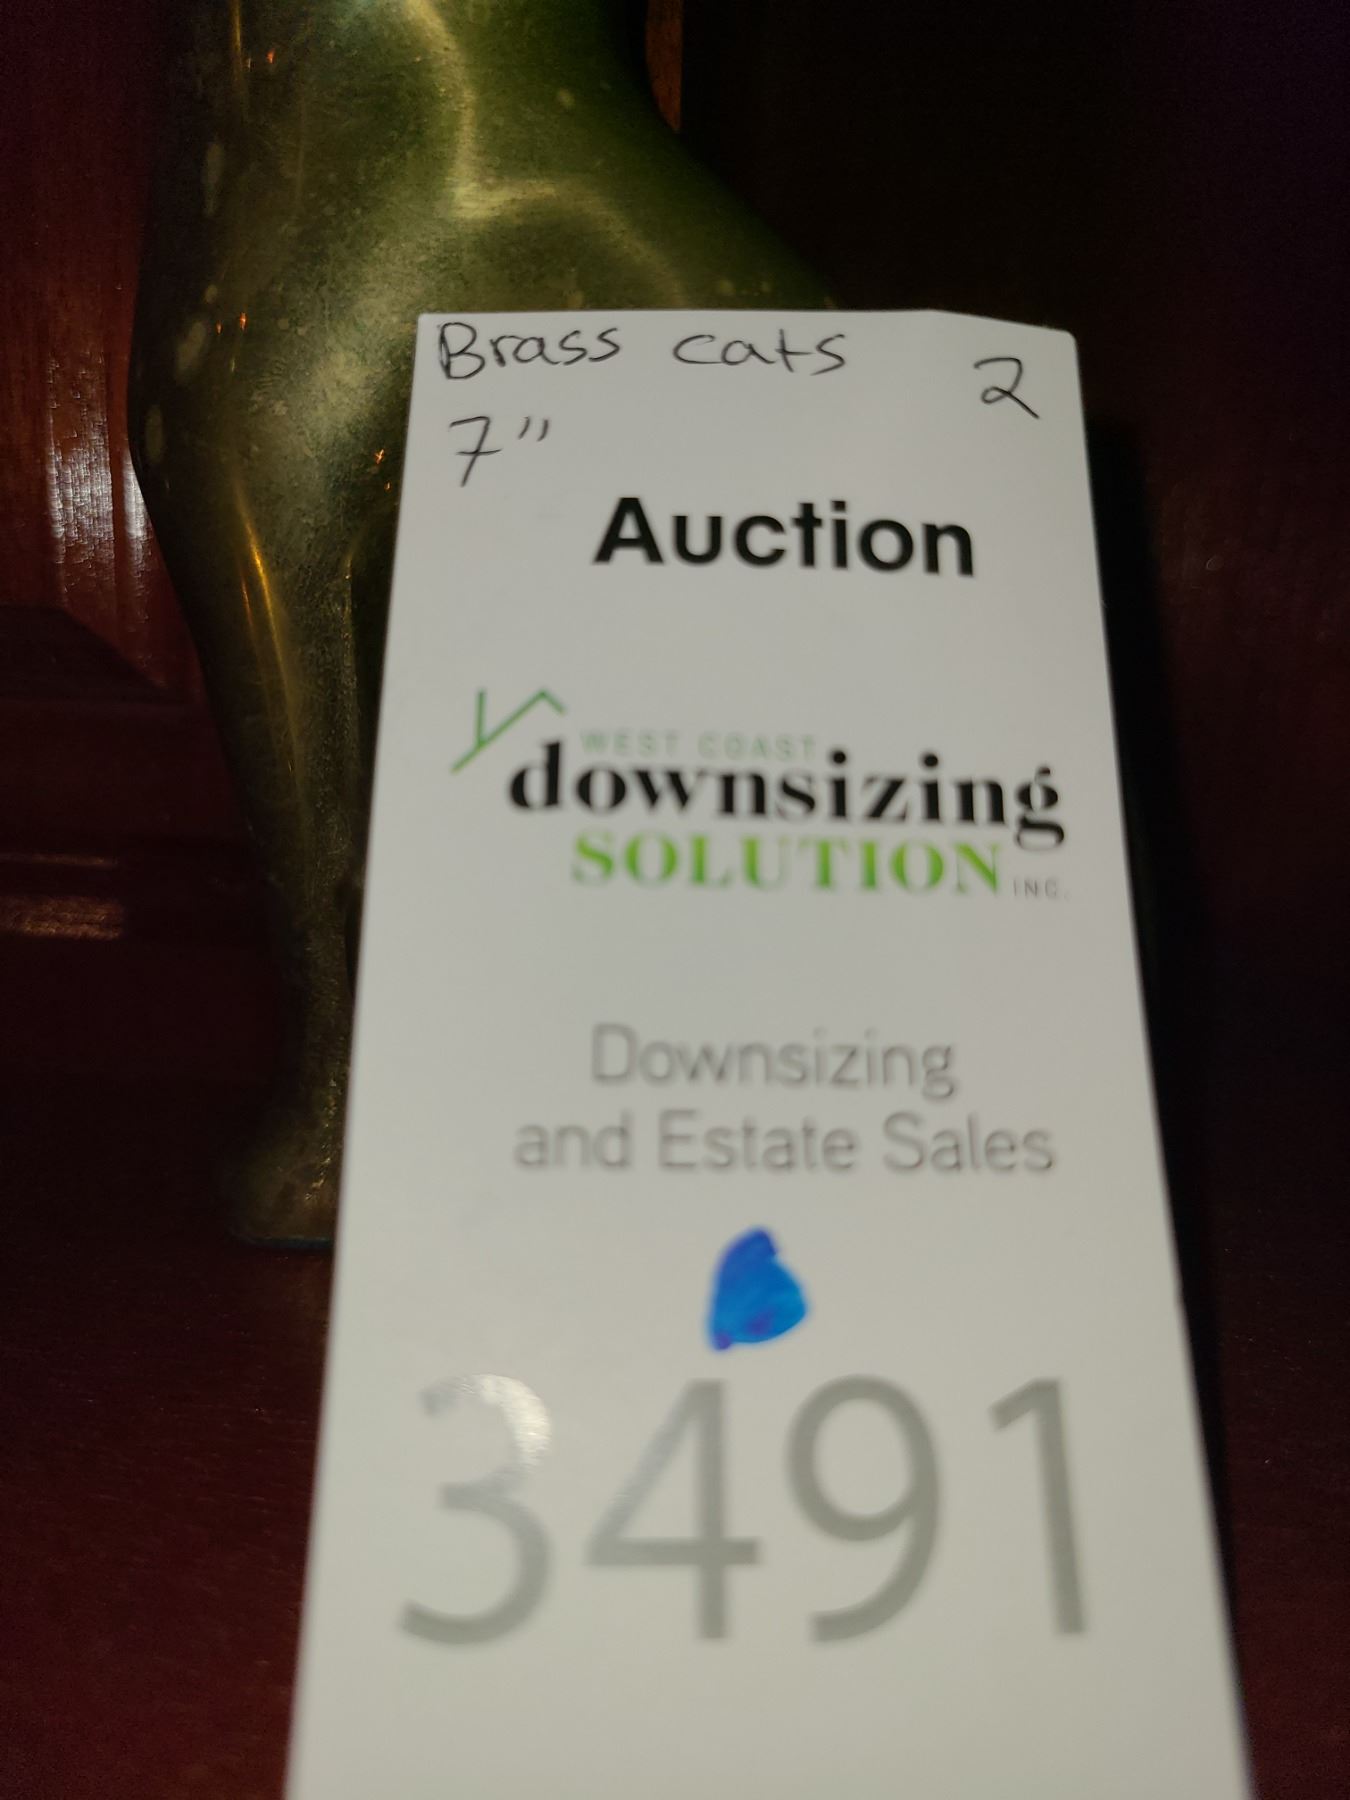 Brass cats 2
7"
Auction
WEST COAST
downsizing
SOLUTION INC.
Downsizing
and Estate Sales
3491